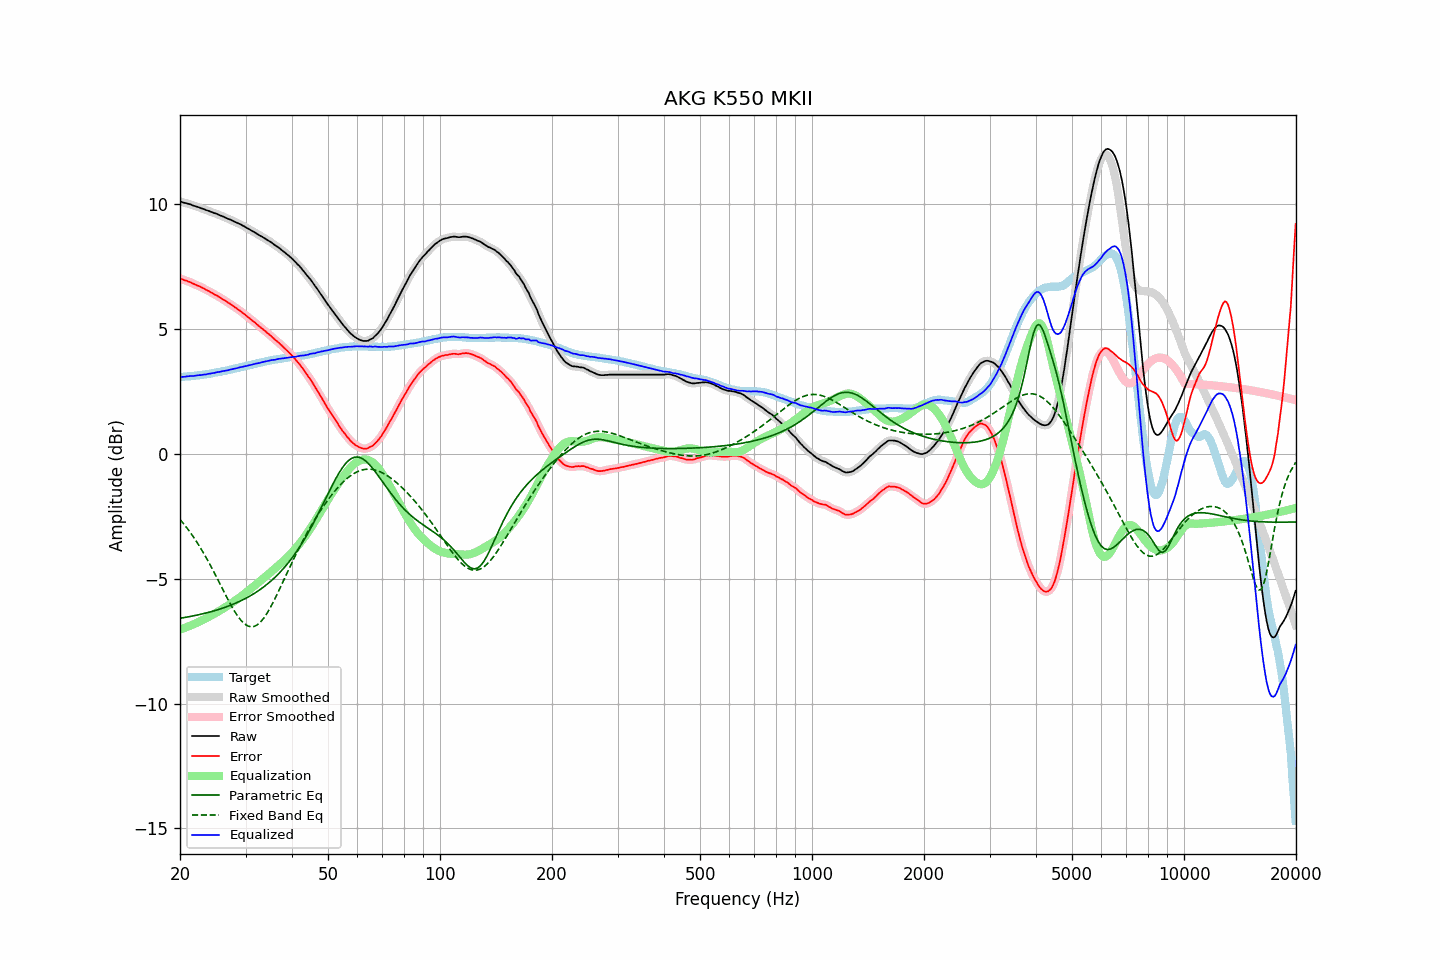 AKG K550 MKII
Amplitude (dBr)
10
5
0
−5
−10
−15
Target
Raw Smoothed
Error Smoothed
Raw
Error
Equalization
Parametric Eq
Fixed Band Eq
Equalized
20 50 100 200 500 1000 2000 5000 10000 20000
Frequency (Hz)